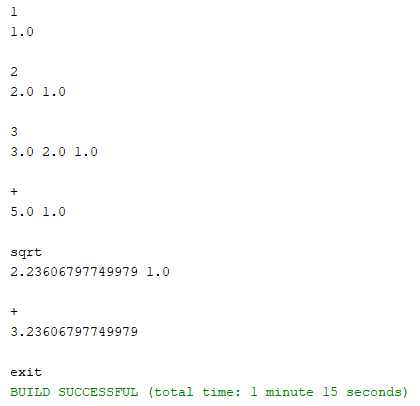 1
1.0
2
2.0 1.0
3
3.0 2.0 1.0
+
5.0 1.0
sqrt
2.23606797749979 1.0
+
3.23606797749979
exit
BUILD SUCCESSFUL (total time: 1 minute 15 seconds)